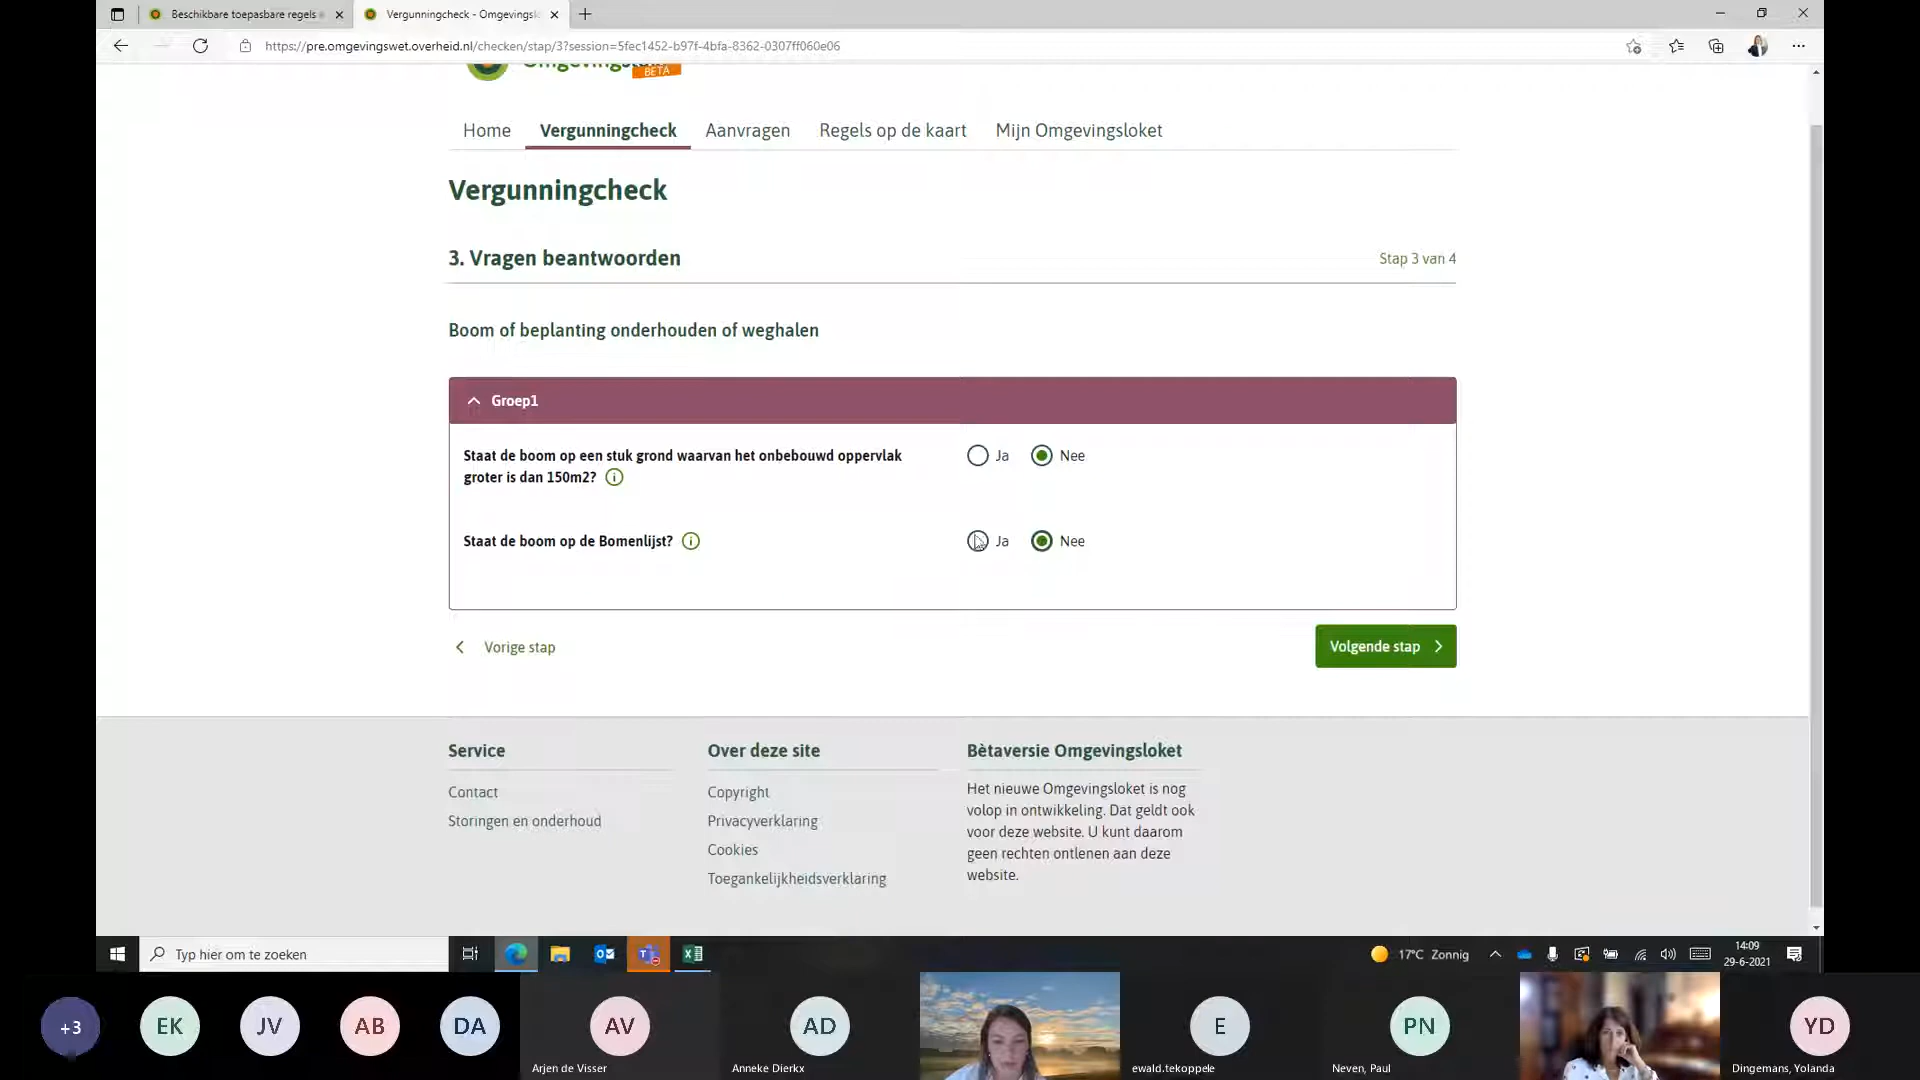 Beschikbare toepasbare regels
Vergunningcheck - Omgevingslo
https://pre.omgevingswet.overheid.nl/checken/stap/3?session=5fec1452-b97f-4bfa-8362-0307ff060e06
BETA
Home
Vergunningcheck
Aanvragen
Regels op de kaart
Mijn Omgevingsloket
Vergunningcheck
3. Vragen beantwoorden
Stap 3 van 4
Boom of beplanting onderhouden of weghalen
Groep1
Staat de boom op een stuk grond waarvan het onbebouwd oppervlak
groter is dan 150m2?
Ja
Nee
Staat de boom op de Bomenlijst?
Ja
Nee
Vorige stap
Volgende stap
Service
Contact
Storingen en onderhoud
Over deze site
Copyright
Privacyverklaring
Cookies
Toegankelijkheidsverklaring
Bètaversie Omgevingsloket
Het nieuwe Omgevingsloket is nog
volop in ontwikkeling. Dat geldt ook
voor deze website. U kunt daarom
geen rechten ontlenen aan deze
website.
Typ hier om te zoeken
17°C Zonnig
14:09
29-6-2021
+3
EK
JV
AB
DA
AV
Arjen de Visser
AD
Anneke Dierkx
E
ewald.tekoppele
PN
Neven, Paul
YD
Dingemans, Yolanda